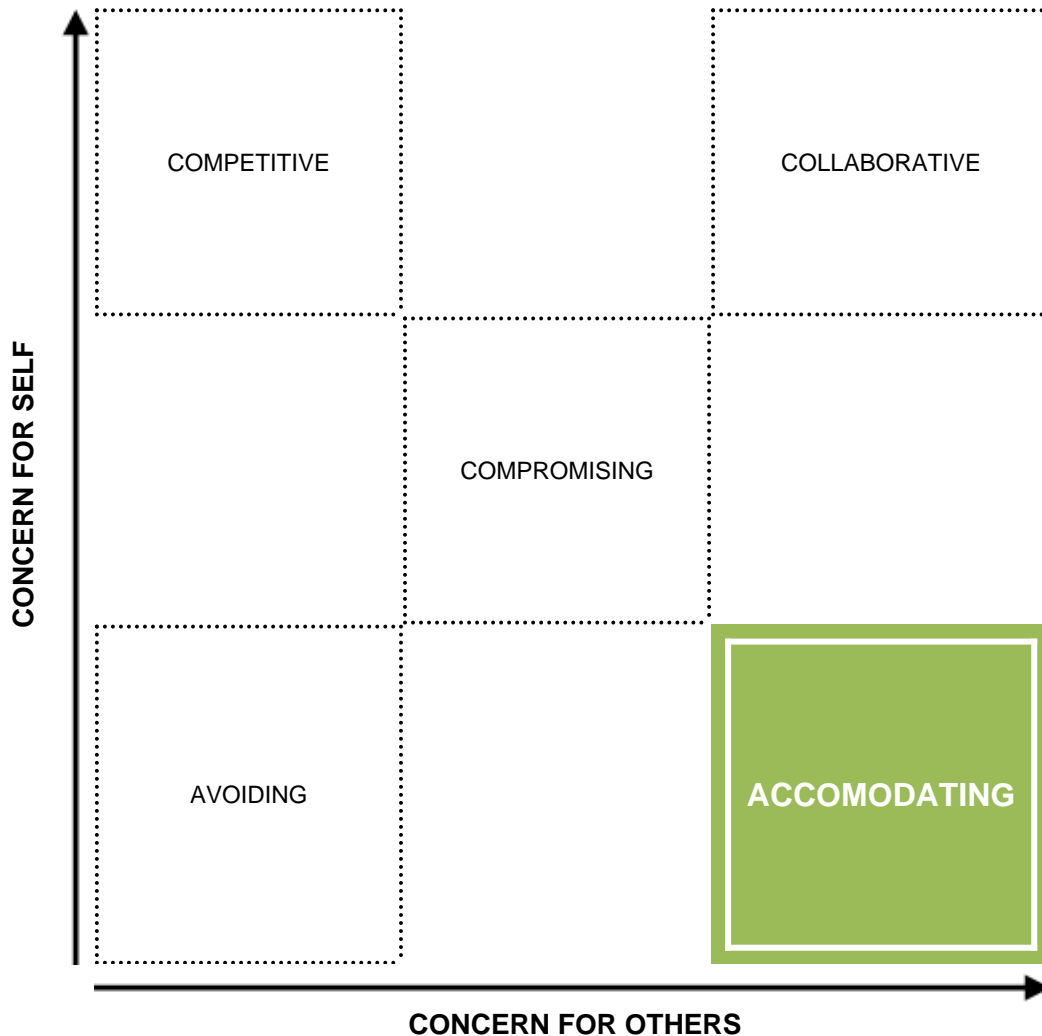 COMPETITIVE
COLLABORATIVE
CONCERN FOR SELF
COMPROMISING
AVOIDING
ACCOMODATING
CONCERN FOR OTHERS